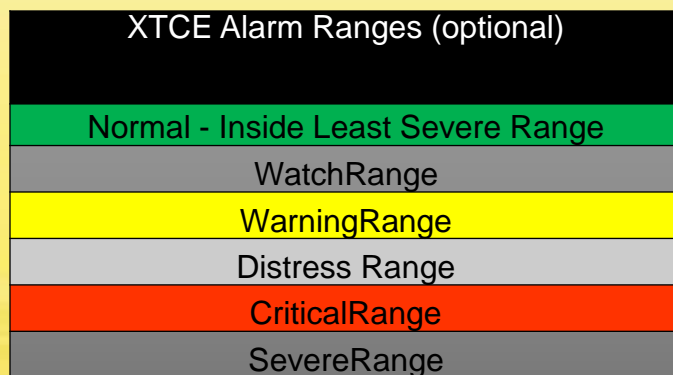 XTCE Alarm Ranges (optional)
Normal - Inside Least Severe Range
WatchRange
WarningRange
Distress Range
CriticalRange
SevereRange